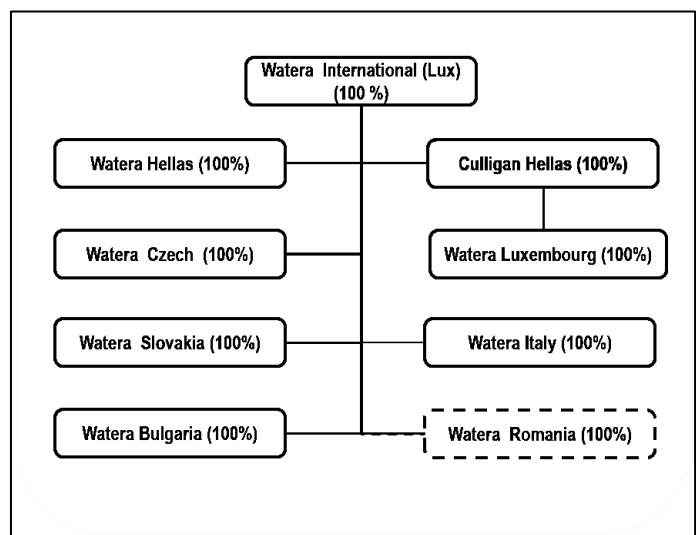 Watera International (Lux)
(100 %)
Watera Hellas (100%)
Culligan Hellas (100%)
Watera Czech (100%)
Watera Luxembourg (100%)
Watera Slovakia (100%)
Watera Italy (100%)
Watera Bulgaria (100%)
Watera Romania (100%)